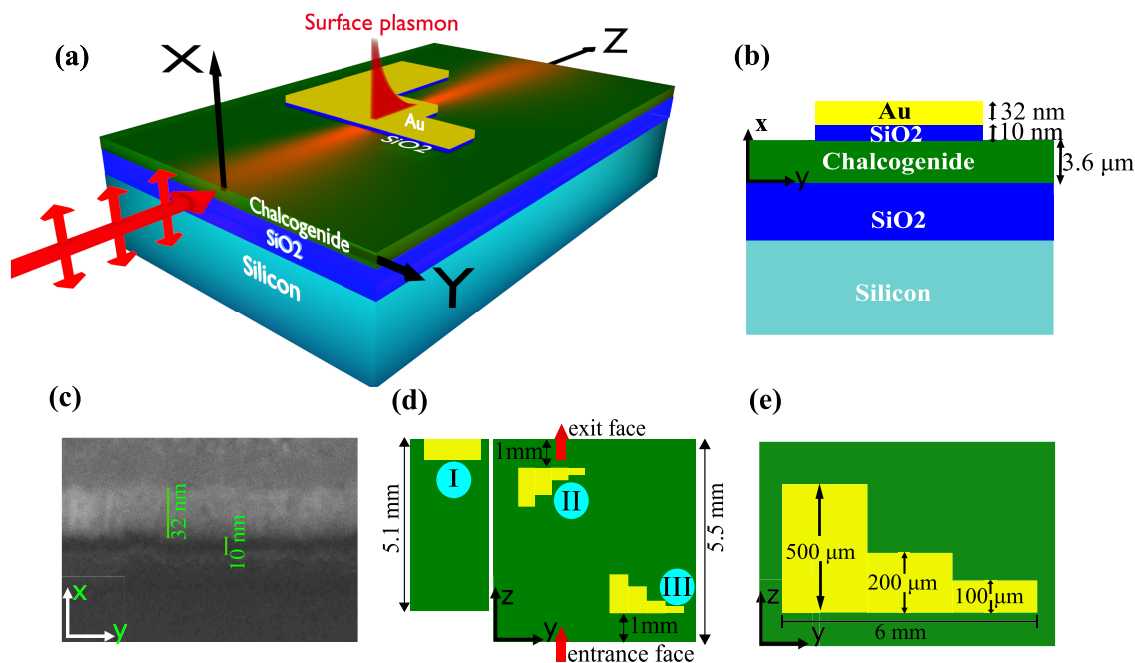 (a)
Surface plasmon
X
Z
Au
SiO2
Chalcogenide
SiO2
Silicon
Y
(b)
Au
32 nm
SiO2
10 nm
x
Chalcogenide
3.6 μm
y
SiO2
Silicon
(c)
32 nm
10 nm
x
y
(d)
exit face
1mm
I
II
5.1 mm
5.5 mm
III
z
y
1mm
entrance face
(e)
500 μm
200 μm
100 μm
z
y
6 mm